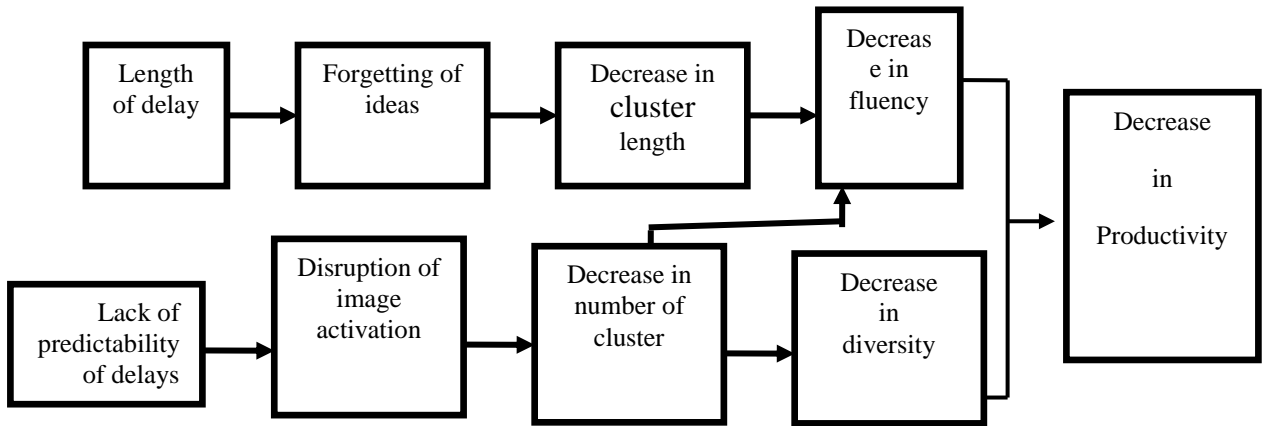 Length
of delay
Forgetting of
ideas
Decrease in
cluster
length
Decreas
e in
fluency
Decrease
in
Productivity
Lack of
predictability
of delays
Disruption of
image
activation
Decrease in
number of
cluster
Decrease
in
diversity